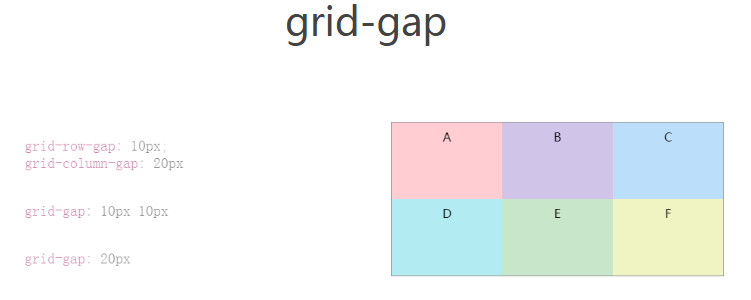 grid-gap
grid-row-gap: 10px;
grid-column-gap: 20px
grid-gap: 10px 10px
grid-gap: 20px
A B C
D E F